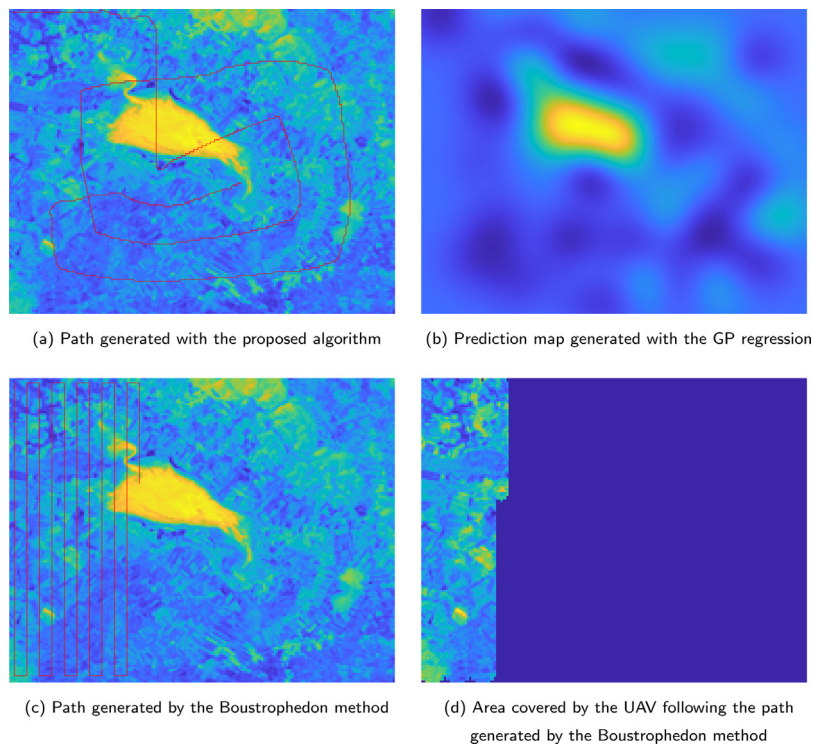 (a) Path generated with the proposed algorithm
(b) Prediction map generated with the GP regression
(c) Path generated by the Boustrophedon method
(d) Area covered by the UAV following the path
generated by the Boustrophedon method